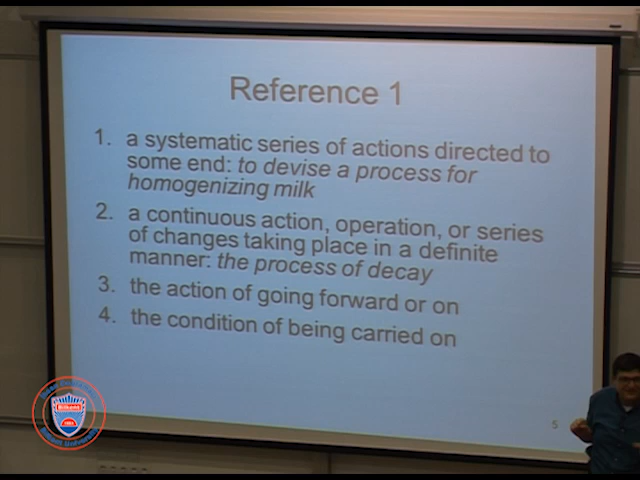 Reference 1
1. a systematic series of actions directed to
some end: to devise a process for
homogenizing milk
2. a continuous action, operation, or series
of changes taking place in a definite
manner: the process of decay
3. the action of going forward or on
4. the condition of being carried on
5
Bilkent